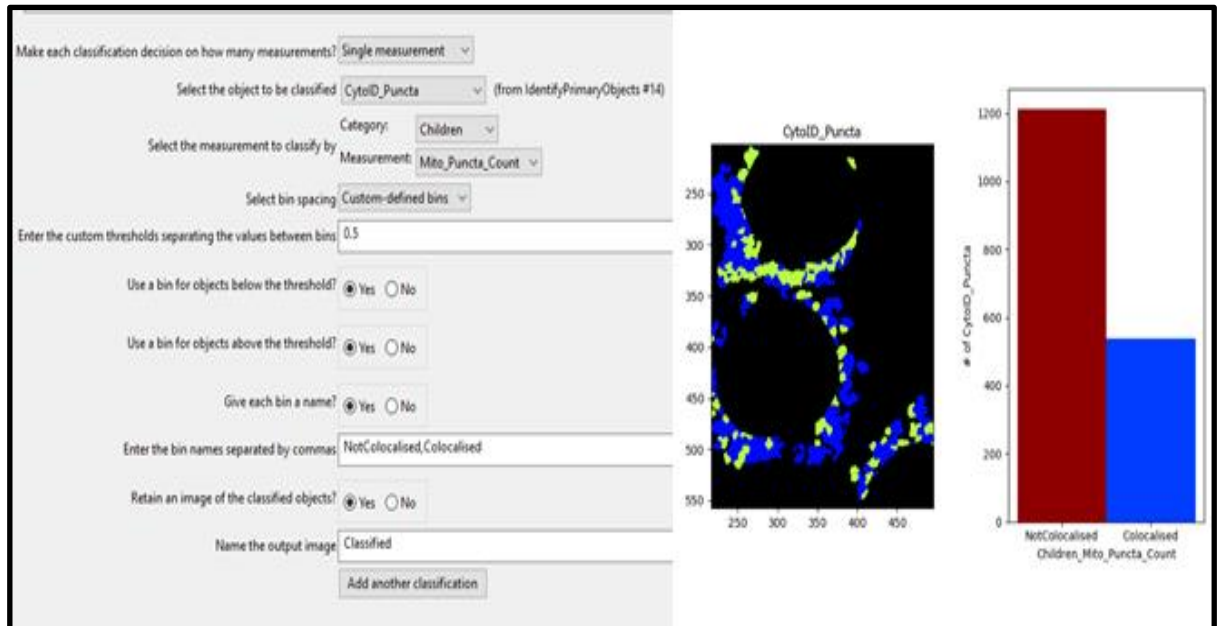 Make each classification decision on how many measurements? Single measurement
Select the object to be classified CytoID_Puncta (from IdentifyPrimaryObjects #14)
Select the measurement to classify by
Category: Children
Measurement: Mito_Puncta_Count
Select bin spacing Custom-defined bins
Enter the custom thresholds separating the values between bins 0.5
Use a bin for objects below the threshold? Yes No
Use a bin for objects above the threshold? Yes No
Give each bin a name? Yes No
Enter the bin names separated by commas NotColocalised,Colocalised
Retain an image of the classified objects? Yes No
Name the output image Classified
Add another classification
CytoID_Puncta
250
300
350
400
450
500
550
250 300 350 400 450
# of CytoID_Puncta
1200
1000
800
600
400
200
0
NotColocalised Colocalised
Children_Mito_Puncta_Count